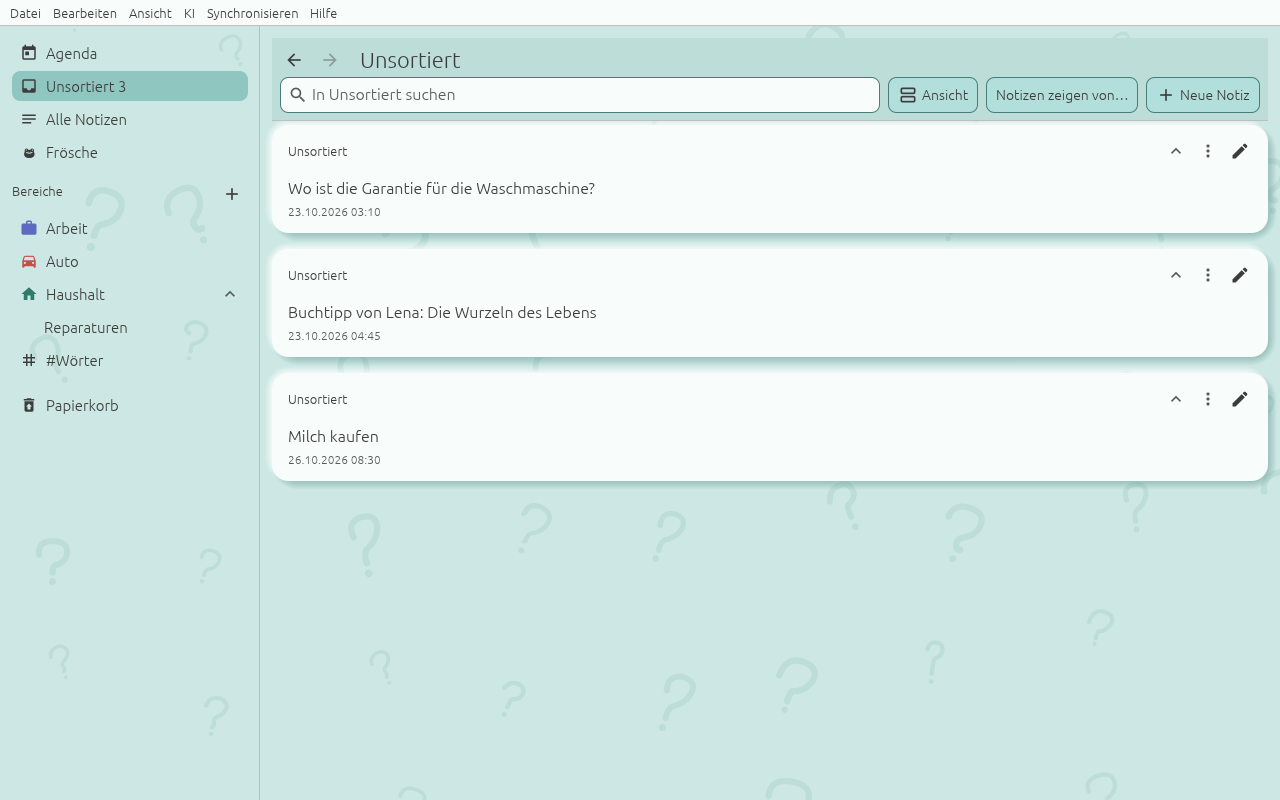 Datei Bearbeiten Ansicht KI Synchronisieren Hilfe
Agenda
Unsortiert 3
Alle Notizen
Frösche
Bereiche
Arbeit
Auto
Haushalt
Reparaturen
#Wörter
Papierkorb
Unsortiert
In Unsortiert suchen
Ansicht
Notizen zeigen von…
Neue Notiz
Unsortiert
Wo ist die Garantie für die Waschmaschine?
23.10.2026 03:10
Unsortiert
Buchtipp von Lena: Die Wurzeln des Lebens
23.10.2026 04:45
Unsortiert
Milch kaufen
26.10.2026 08:30